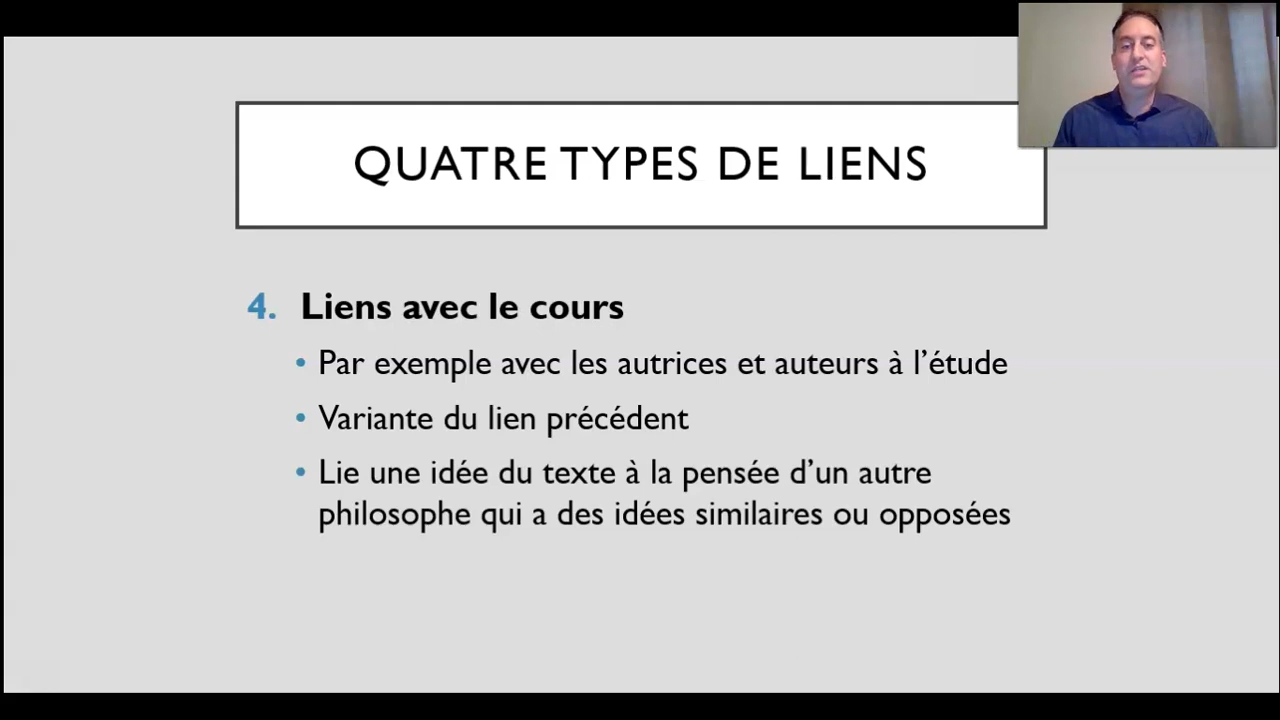 QUATRE TYPES DE LIENS
4. Liens avec le cours
• Par exemple avec les autrices et auteurs à l’étude
• Variante du lien précédent
• Lie une idée du texte à la pensée d’un autre
philosophe qui a des idées similaires ou opposées